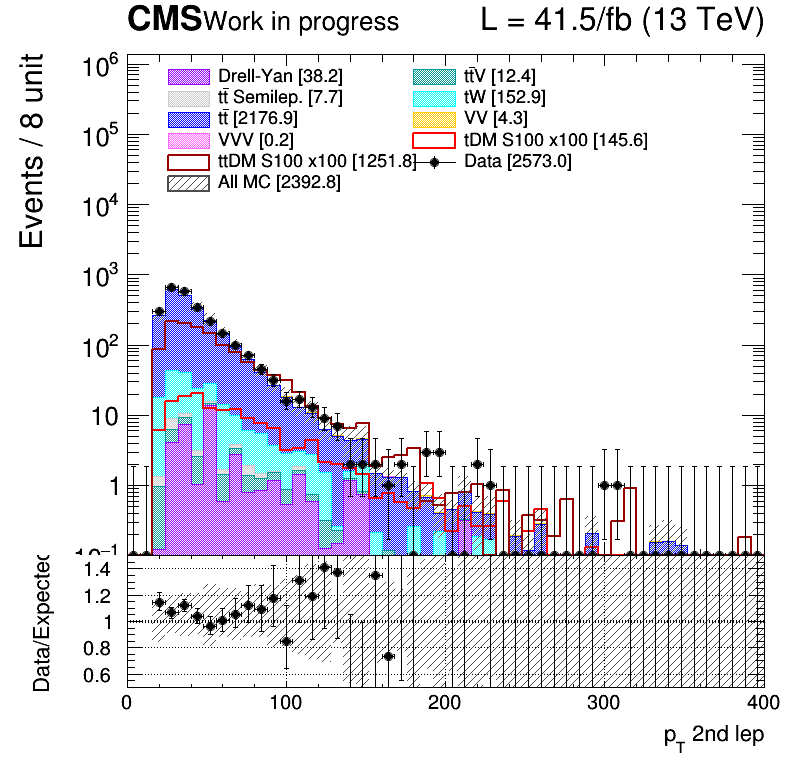 CMS Work in progress L = 41.5/fb (13 TeV)
Events / 8 unit
10⁶
10⁵
10⁴
10³
10²
10
1
10⁻¹
Drell-Yan [38.2] tt̄V [12.4]
tt̄ Semilep. [7.7] tW [152.9]
tt̄ [2176.9] VV [4.3]
VVV [0.2] tDM S100 x100 [145.6]
ttDM S100 x100 [1251.8] Data [2573.0]
All MC [2392.8]
Data/Expected
1.4
1.2
1
0.8
0.6
0 100 200 300 400
p_T 2nd lep